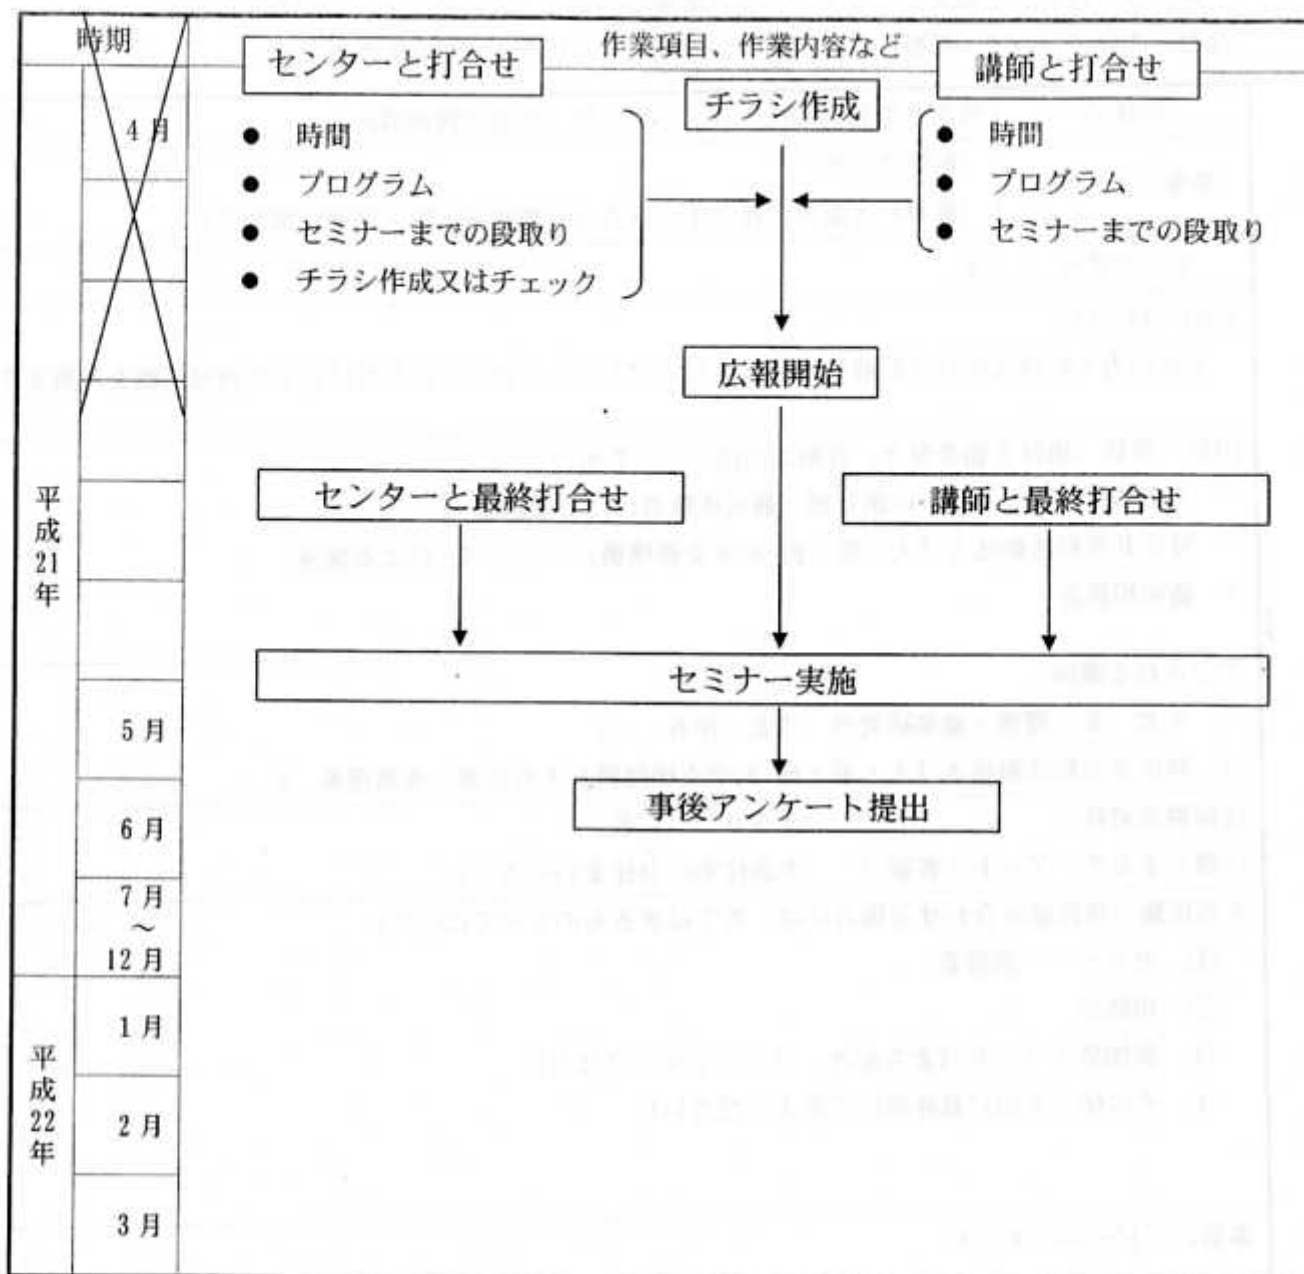 時期
作業項目、作業内容など
センターと打合せ
講師と打合せ
チラシ作成
4月
● 時間
● プログラム
● セミナーまでの段取り
● チラシ作成又はチェック
● 時間
● プログラム
● セミナーまでの段取り
広報開始
平成21年
センターと最終打合せ
講師と最終打合せ
セミナー実施
5月
事後アンケート提出
6月
7月
〜
12月
平成22年
1月
2月
3月